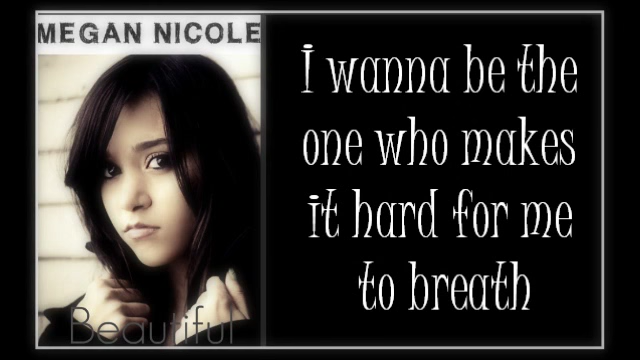 MEGAN NICOLE
Beautiful
I wanna be the
one who makes
it hard for me
to breath